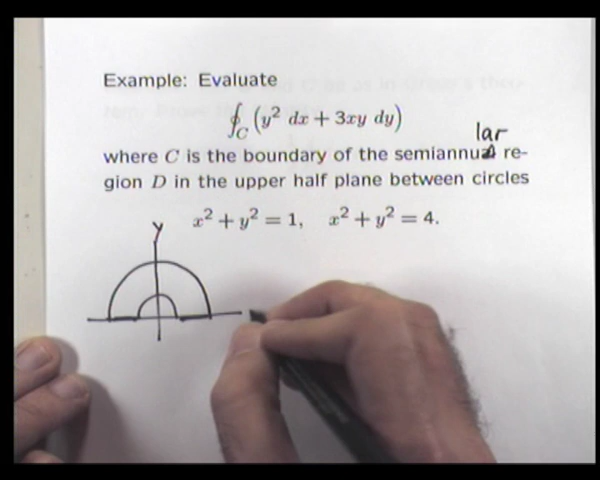 Example: Evaluate
∮_C (y² dx + 3xy dy)
lar
where C is the boundary of the semiannual re-
gion D in the upper half plane between circles
x² + y² = 1, x² + y² = 4.
y